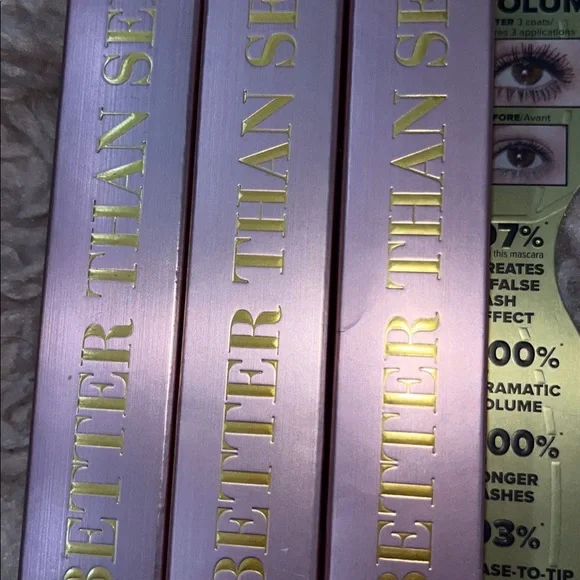 BETTER THAN SE
BETTER THAN SE
BETTER THAN SE
OLUM
TER 3 coats/
es 3 applications
FORE/Avant
97%*
this mascara
REATES
FALSE
ASH
FFECT
00%*
RAMATIC
OLUME
00%*
ONGER
ASHES
93%*
ASE-TO-TIP